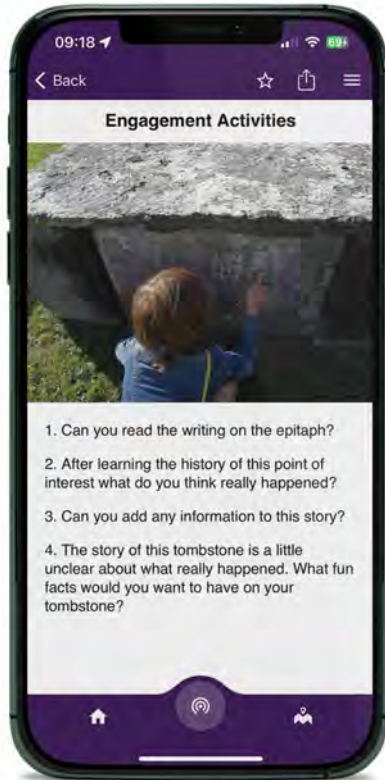 09:18
69
Back
Engagement Activities
1. Can you read the writing on the epitaph?
2. After learning the history of this point of
interest what do you think really happened?
3. Can you add any information to this story?
4. The story of this tombstone is a little
unclear about what really happened. What fun
facts would you want to have on your
tombstone?